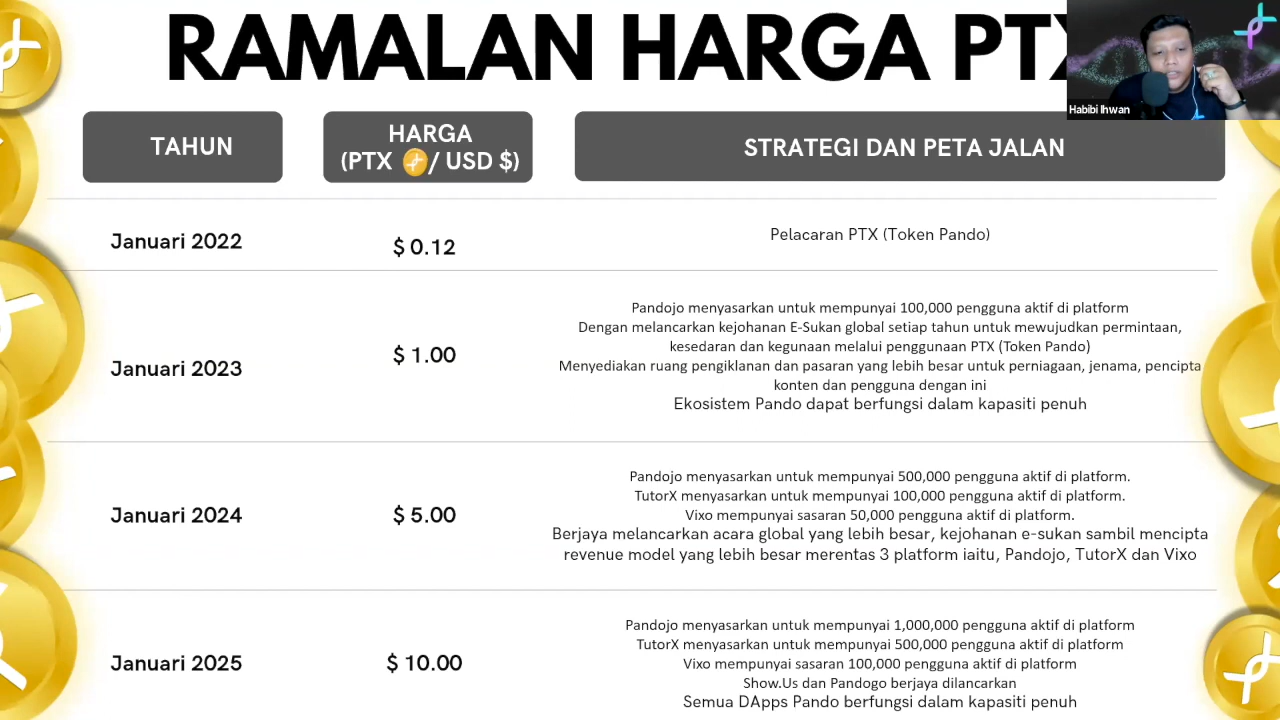 RAMALAN HARGA PTX
Habibi Ihwan
TAHUN
HARGA
(PTX / USD $)
STRATEGI DAN PETA JALAN
Januari 2022
$ 0.12
Pelacaran PTX (Token Pando)
Januari 2023
$ 1.00
Pandojo menyasarkan untuk mempunyai 100,000 pengguna aktif di platform
Dengan melancarkan kejohanan E-Sukan global setiap tahun untuk mewujudkan permintaan,
kesedaran dan kegunaan melalui penggunaan PTX (Token Pando)
Menyediakan ruang pengiklanan dan pasaran yang lebih besar untuk perniagaan, jenama, pencipta
konten dan pengguna dengan ini
Ekosistem Pando dapat berfungsi dalam kapasiti penuh
Januari 2024
$ 5.00
Pandojo menyasarkan untuk mempunyai 500,000 pengguna aktif di platform.
TutorX menyasarkan untuk mempunyai 100,000 pengguna aktif di platform.
Vixo mempunyai sasaran 50,000 pengguna aktif di platform.
Berjaya melancarkan acara global yang lebih besar, kejohanan e-sukan sambil mencipta
revenue model yang lebih besar merentas 3 platform iaitu, Pandojo, TutorX dan Vixo
Januari 2025
$ 10.00
Pandojo menyasarkan untuk mempunyai 1,000,000 pengguna aktif di platform
TutorX menyasarkan untuk mempunyai 500,000 pengguna aktif di platform
Vixo mempunyai sasaran 100,000 pengguna aktif di platform
Show.Us dan Pandogo berjaya dilancarkan
Semua DApps Pando berfungsi dalam kapasiti penuh